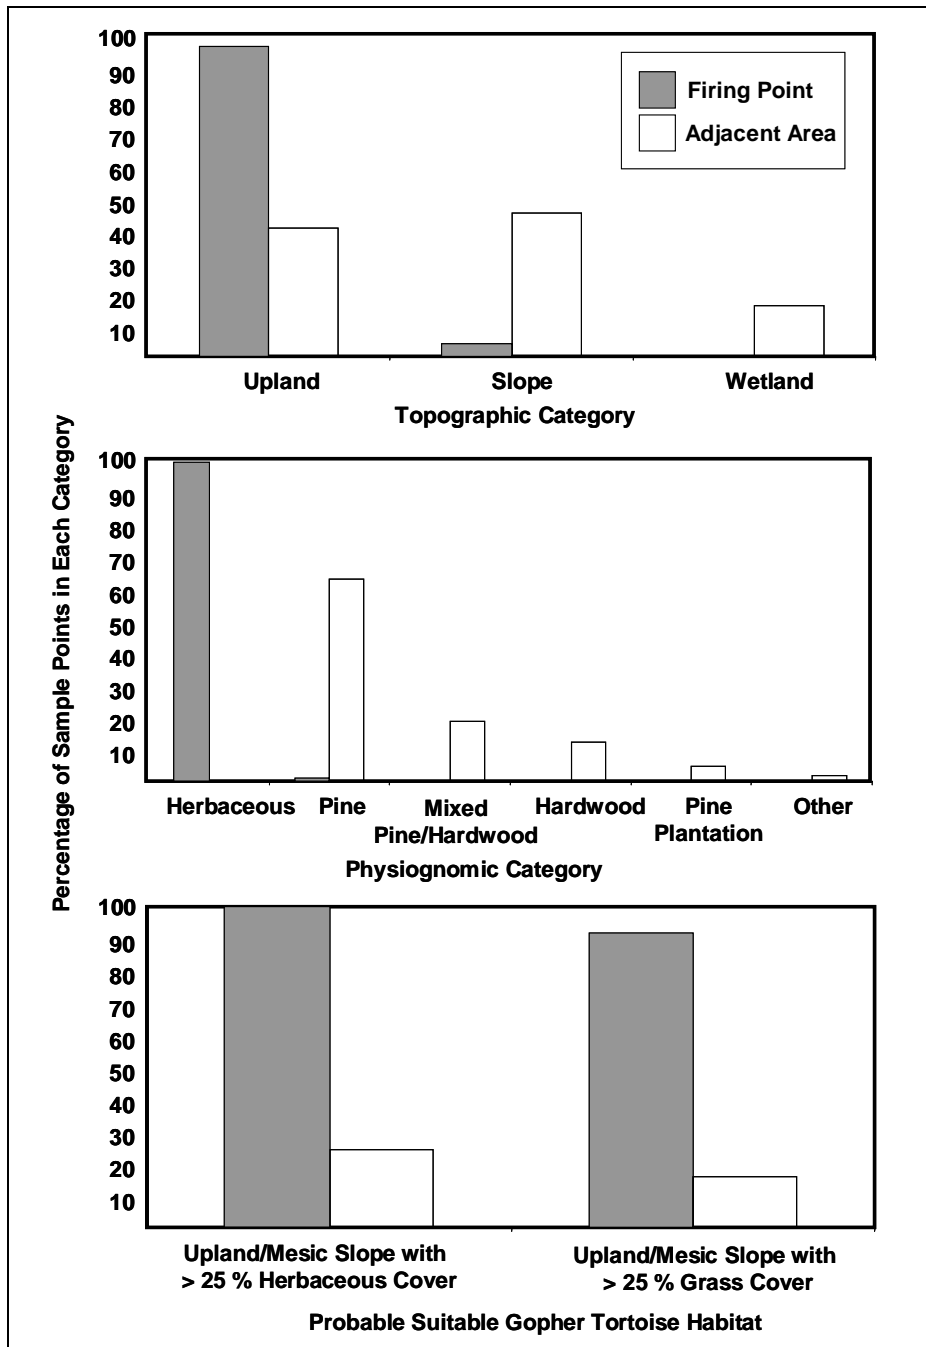 Percentage of Sample Points in Each Category
100
90
80
70
60
50
40
30
20
10
Firing Point
Adjacent Area
Upland Slope Wetland
Topographic Category
100
90
80
70
60
50
40
30
20
10
Herbaceous Pine Mixed Hardwood Pine Other
Pine/Hardwood Plantation
Physiognomic Category
100
90
80
70
60
50
40
30
20
10
Upland/Mesic Slope with
> 25 % Herbaceous Cover
Upland/Mesic Slope with
> 25 % Grass Cover
Probable Suitable Gopher Tortoise Habitat